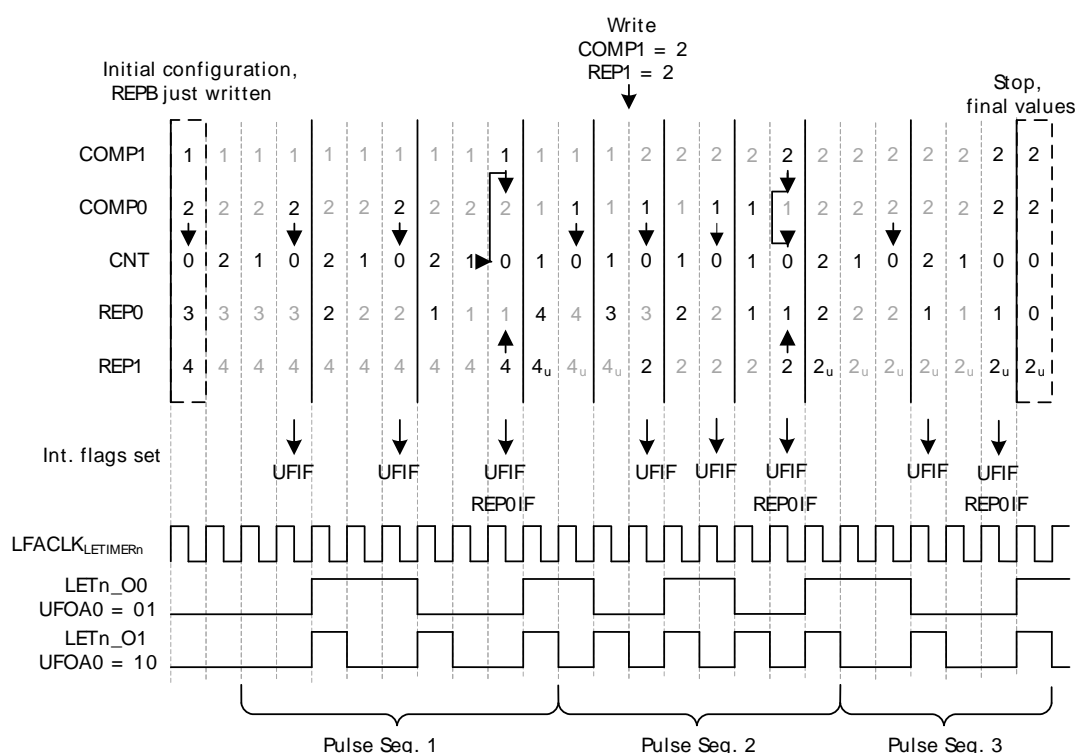 Write
COMP1 = 2
REP1 = 2
Initial configuration,
REPB just written
Stop,
final values
COMP1 1 1 1 1 1 1 1 1 1 1 1 1 1 2 2 2 2 2 2 2 2 2 2 2 2
COMP0 2 2 2 2 2 2 2 2 2 2 1 1 1 1 1 1 1 1 2 2 2 2 2 2 2
CNT 0 2 1 0 2 1 0 2 1 0 1 0 1 0 1 0 1 0 2 1 0 2 1 0 0
REP0 3 3 3 3 2 2 2 1 1 1 4 4 3 3 2 2 1 1 2 2 2 1 1 1 0
REP1 4 4 4 4 4 4 4 4 4 4 4u 4u 4u 2 2 2 2 2 2u 2u 2u 2u 2u 2u 2u
Int. flags set
UFIF UFIF UFIF UFIF UFIF UFIF UFIF UFIF
REP0IF REP0IF REP0IF
LFACLKLETIMERn
LETn_O0
UFOA0 = 01
LETn_O1
UFOA0 = 10
Pulse Seq. 1 Pulse Seq. 2 Pulse Seq. 3